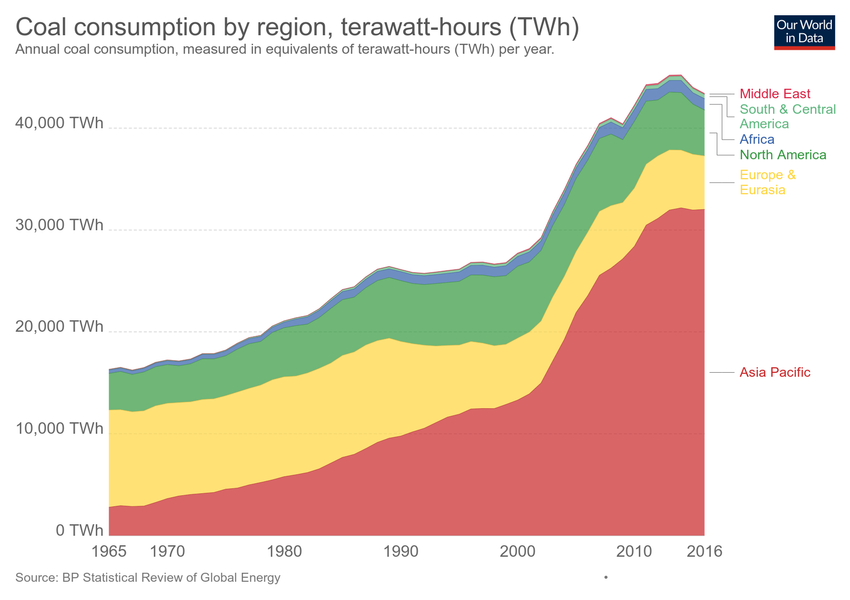 Coal consumption by region, terawatt-hours (TWh)
Annual coal consumption, measured in equivalents of terawatt-hours (TWh) per year.
Our World
in Data
40,000 TWh
30,000 TWh
20,000 TWh
10,000 TWh
0 TWh
1965
1970
1980
1990
2000
2010
2016
Middle East
South & Central
America
Africa
North America
Europe &
Eurasia
Asia Pacific
Source: BP Statistical Review of Global Energy